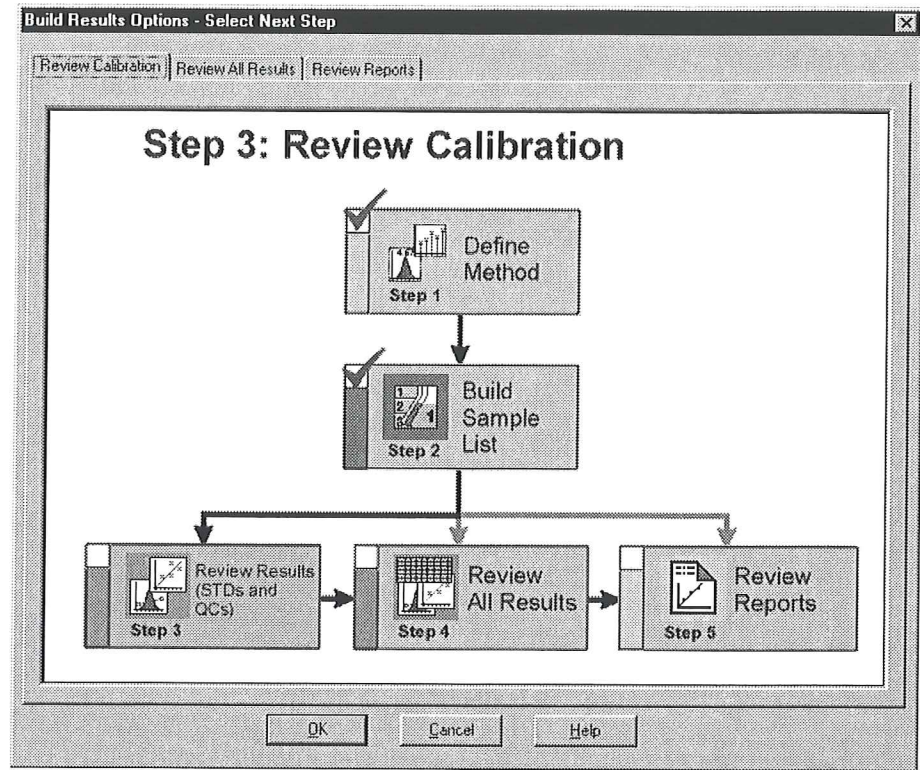 Build Results Options - Select Next Step
Review Calibration
Review All Results
Review Reports
Step 3: Review Calibration
Define
Method
Step 1
Build
Sample
List
Step 2
Review Results
(STDs and
QCs)
Step 3
Review
All Results
Step 4
Review
Reports
Step 5
OK
Cancel
Help